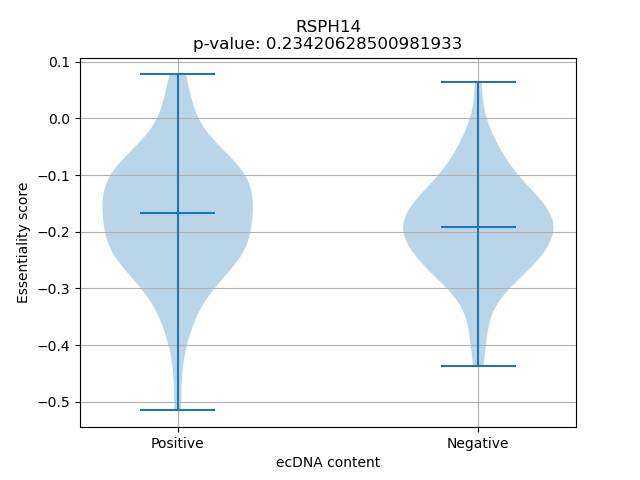 RSPH14
p-value: 0.23420628500981933
0.1
0.0
−0.1
−0.2
−0.3
−0.4
−0.5
Essentiality score
Positive
Negative
ecDNA content